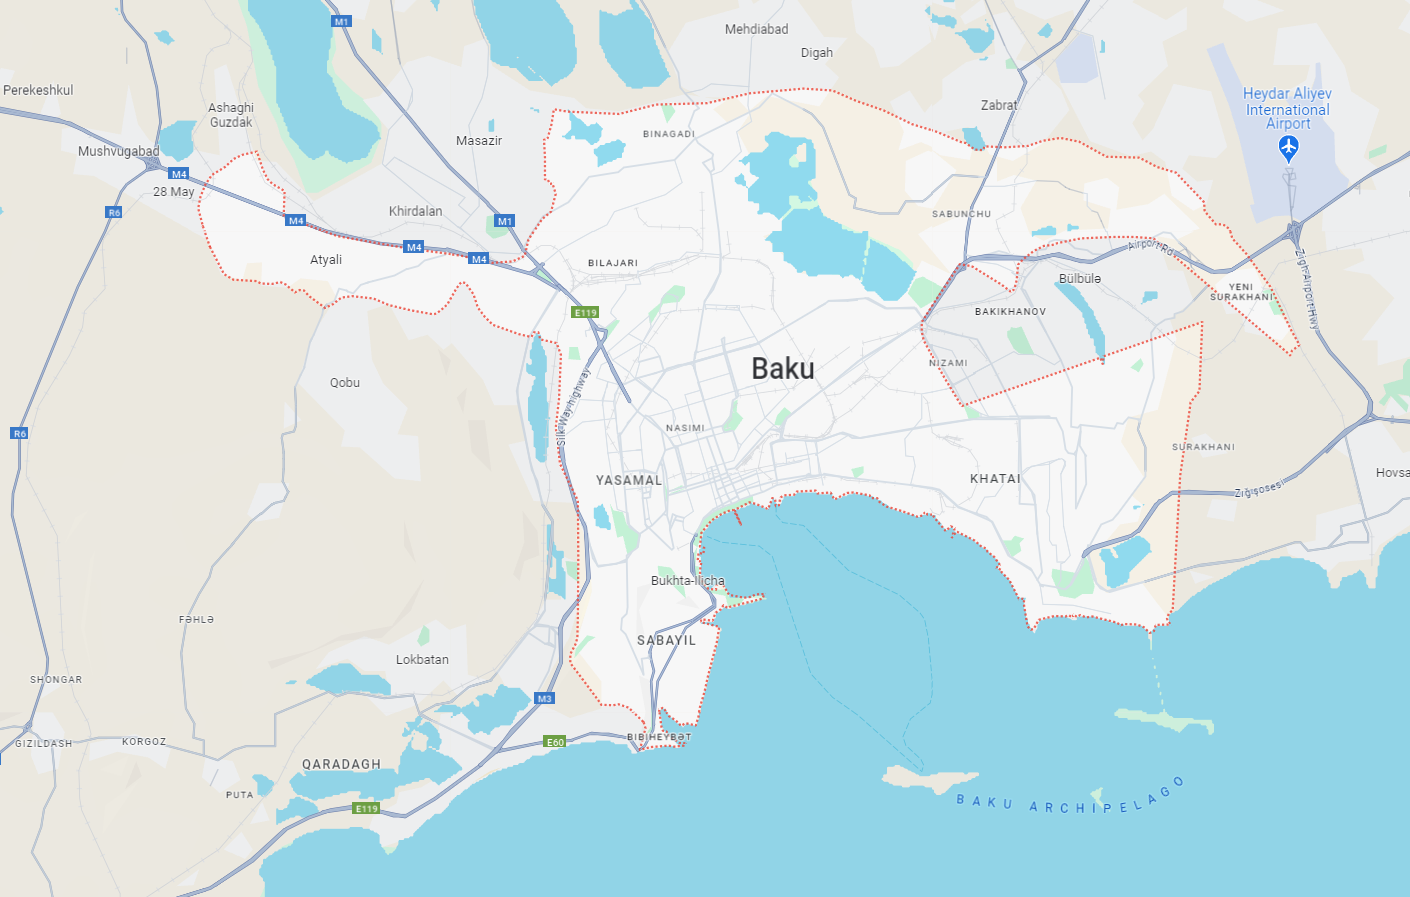 M1
Mehdiabad
Digah
Perekeshkul
Heydar Aliyev
International
Airport
Ashaghi
Guzdak
Zabrat
BINAGADI
Masazir
Mushvügabad
M4
28 May
R6
Khirdalan
SABUNCHU
M4
M1
M4
Airport Rd
Atyali
M4
BILAJARI
Bülbülə
Zigh-Airport Hwy
YENI
SURAKHANI
E119
BAKIKHANOV
Baku
NIZAMI
Qobu
Silk Way highway
NASIMI
R6
SURAKHANI
YASAMAL
KHATAI
Hovsa
Zığ şosesi
Bukhta-Ilicha
FƏHLƏ
SABAYIL
Lokbatan
SHONGAR
M3
GIZILDASH
KORGOZ
E60
BIBIHEYBƏT
QARADAGH
PUTA
E119
BAKU ARCHIPELAGO